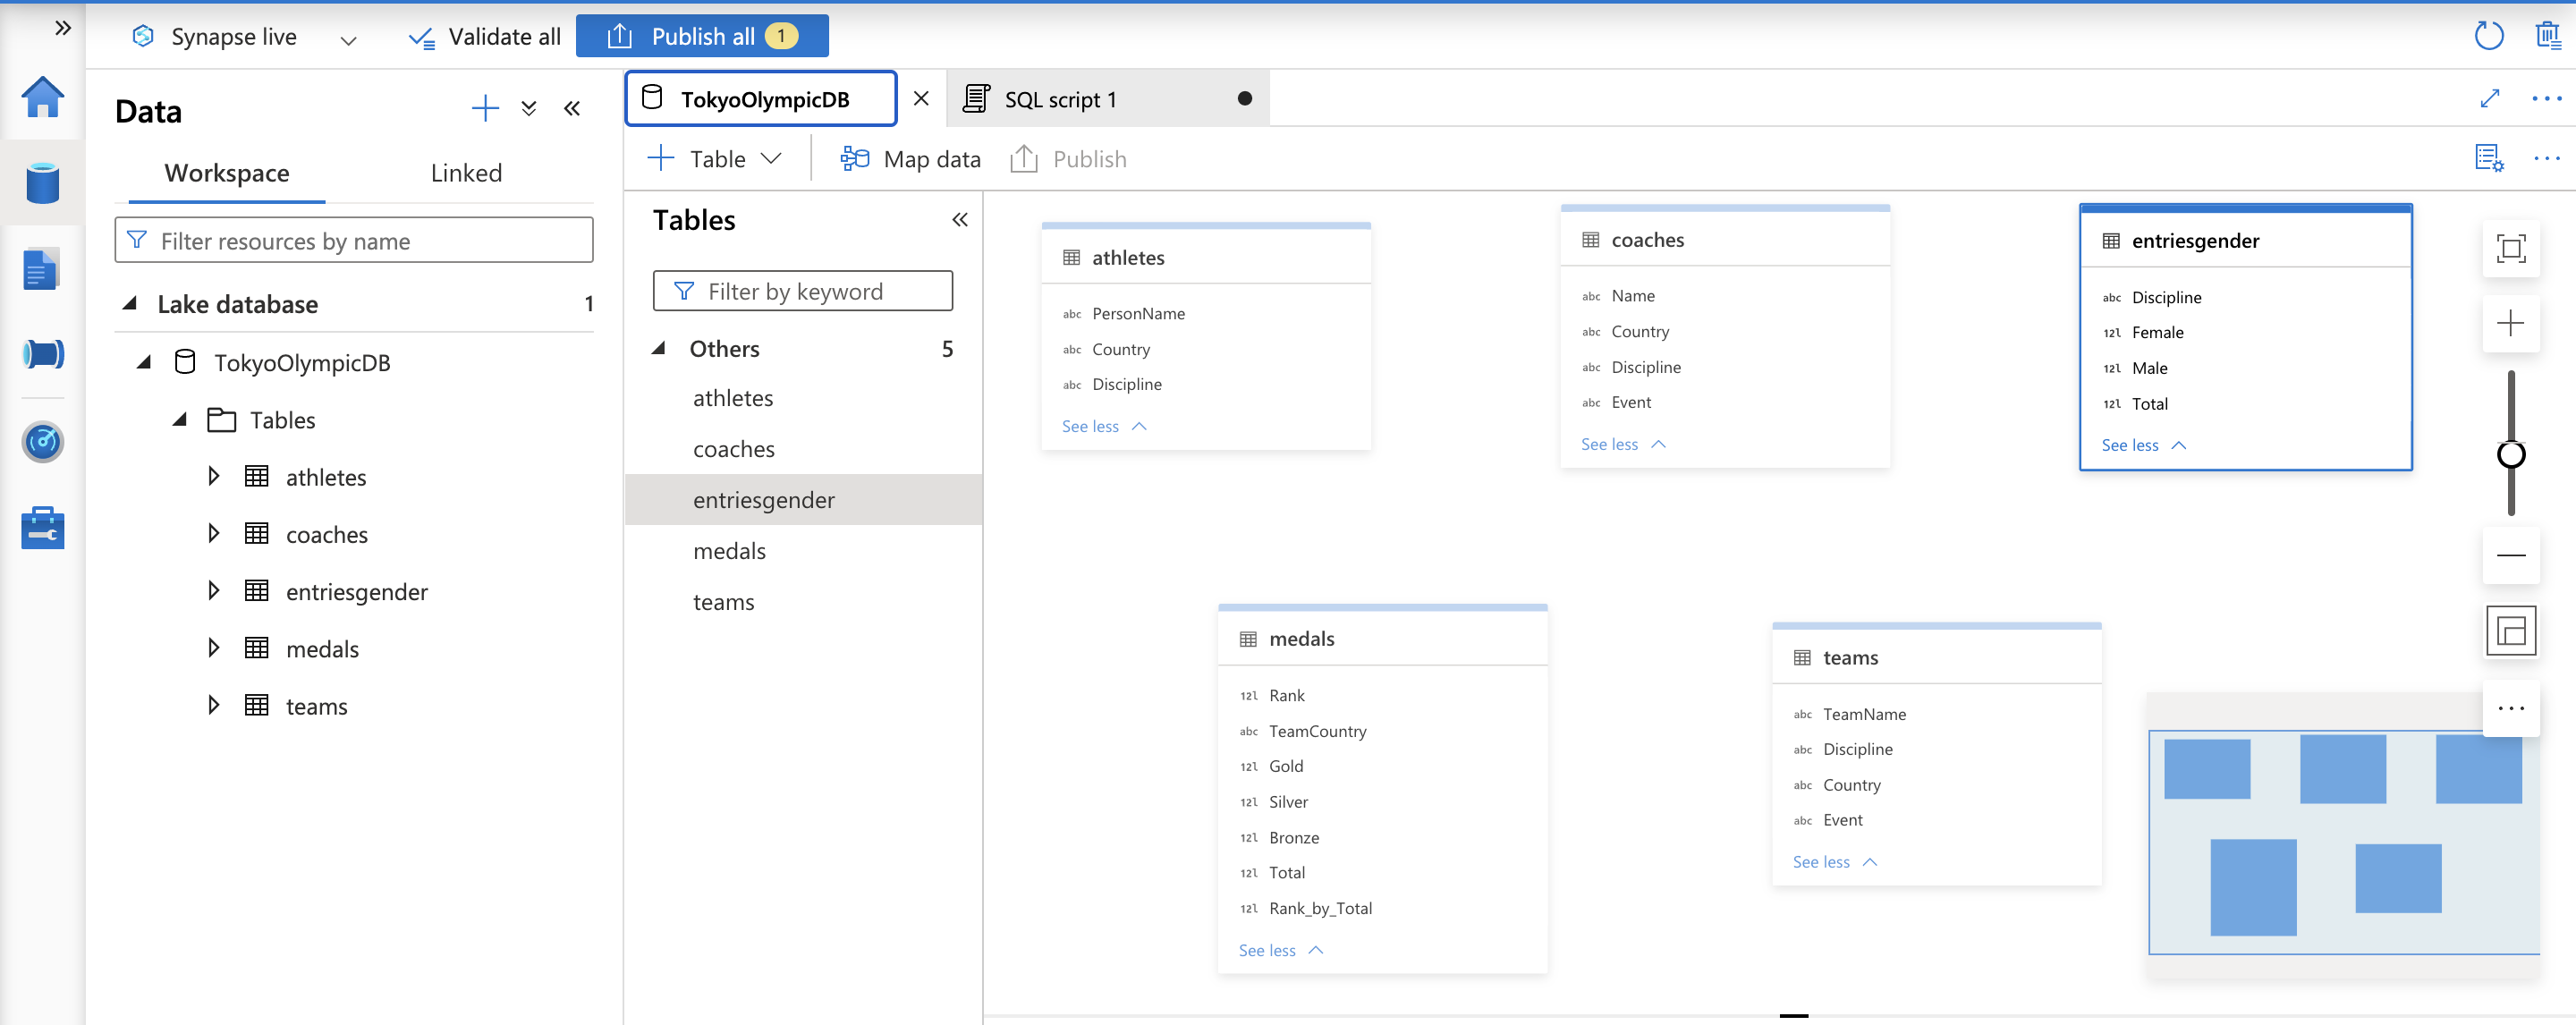 Synapse live
Validate all
Publish all 1
Data
Workspace
Linked
Filter resources by name
Lake database 1
TokyoOlympicDB
Tables
athletes
coaches
entriesgender
medals
teams
TokyoOlympicDB
SQL script 1
Table
Map data
Publish
Tables
Filter by keyword
Others 5
athletes
coaches
entriesgender
medals
teams
athletes
abc PersonName
abc Country
abc Discipline
See less
coaches
abc Name
abc Country
abc Discipline
abc Event
See less
entriesgender
abc Discipline
12l Female
12l Male
12l Total
See less
medals
12l Rank
abc TeamCountry
12l Gold
12l Silver
12l Bronze
12l Total
12l Rank_by_Total
See less
teams
abc TeamName
abc Discipline
abc Country
abc Event
See less